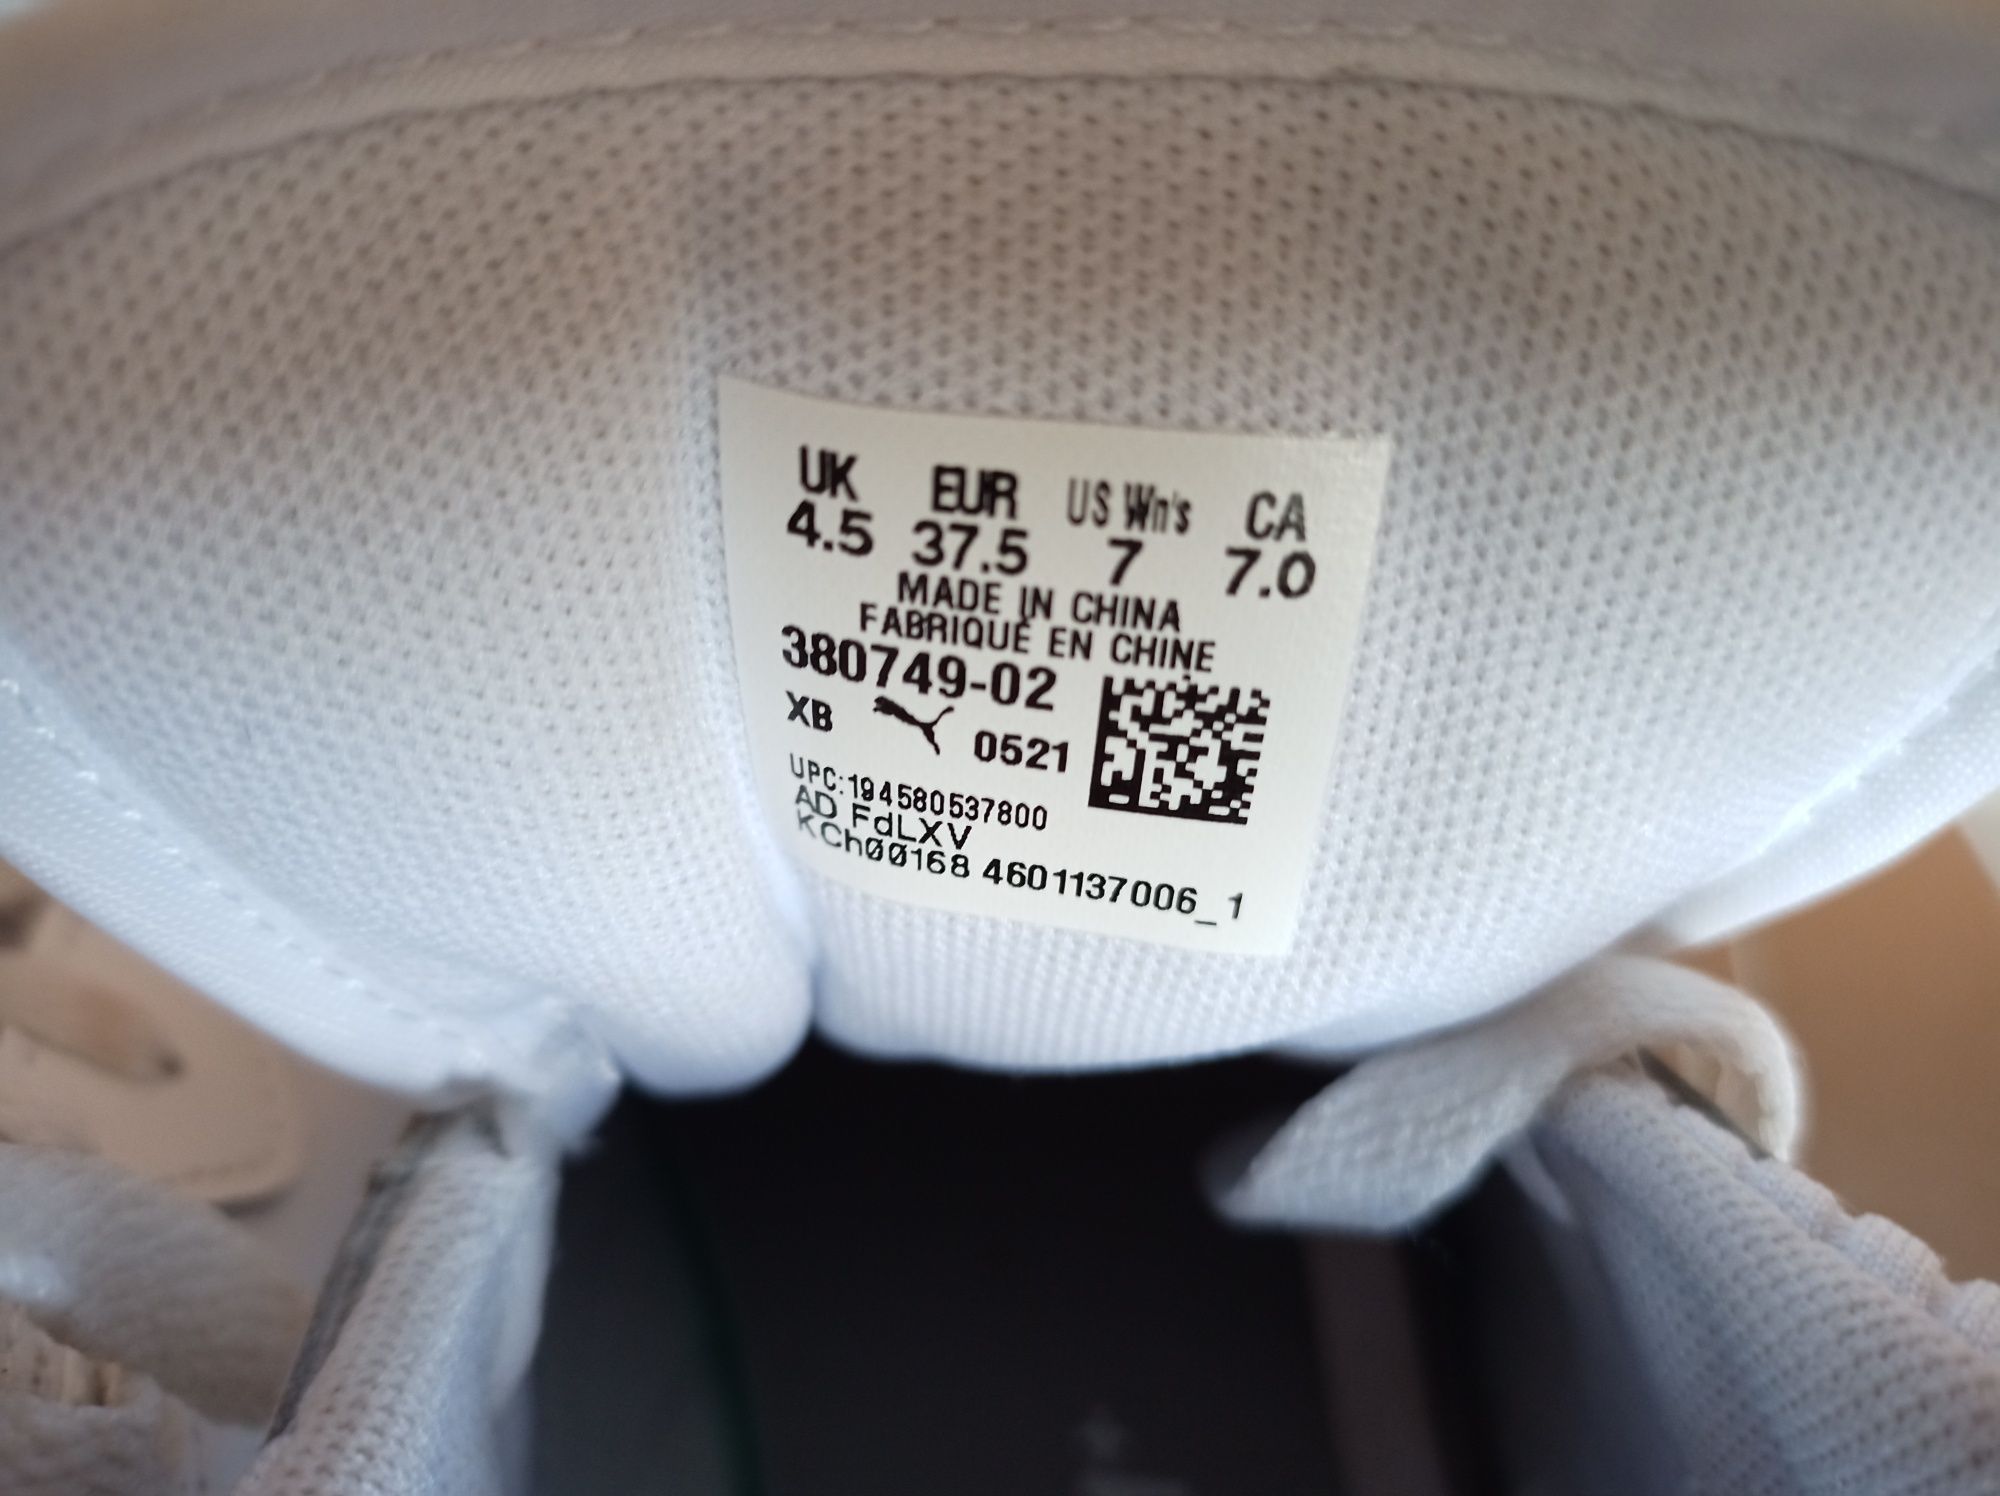 UK EUR US Wn's CA
4.5 37.5 7 7.0
MADE IN CHINA
FABRIQUÉ EN CHINE
380749-02
XB 0521
UPC:194580537800
AD FdLXV
KCh00168 4601137006_1